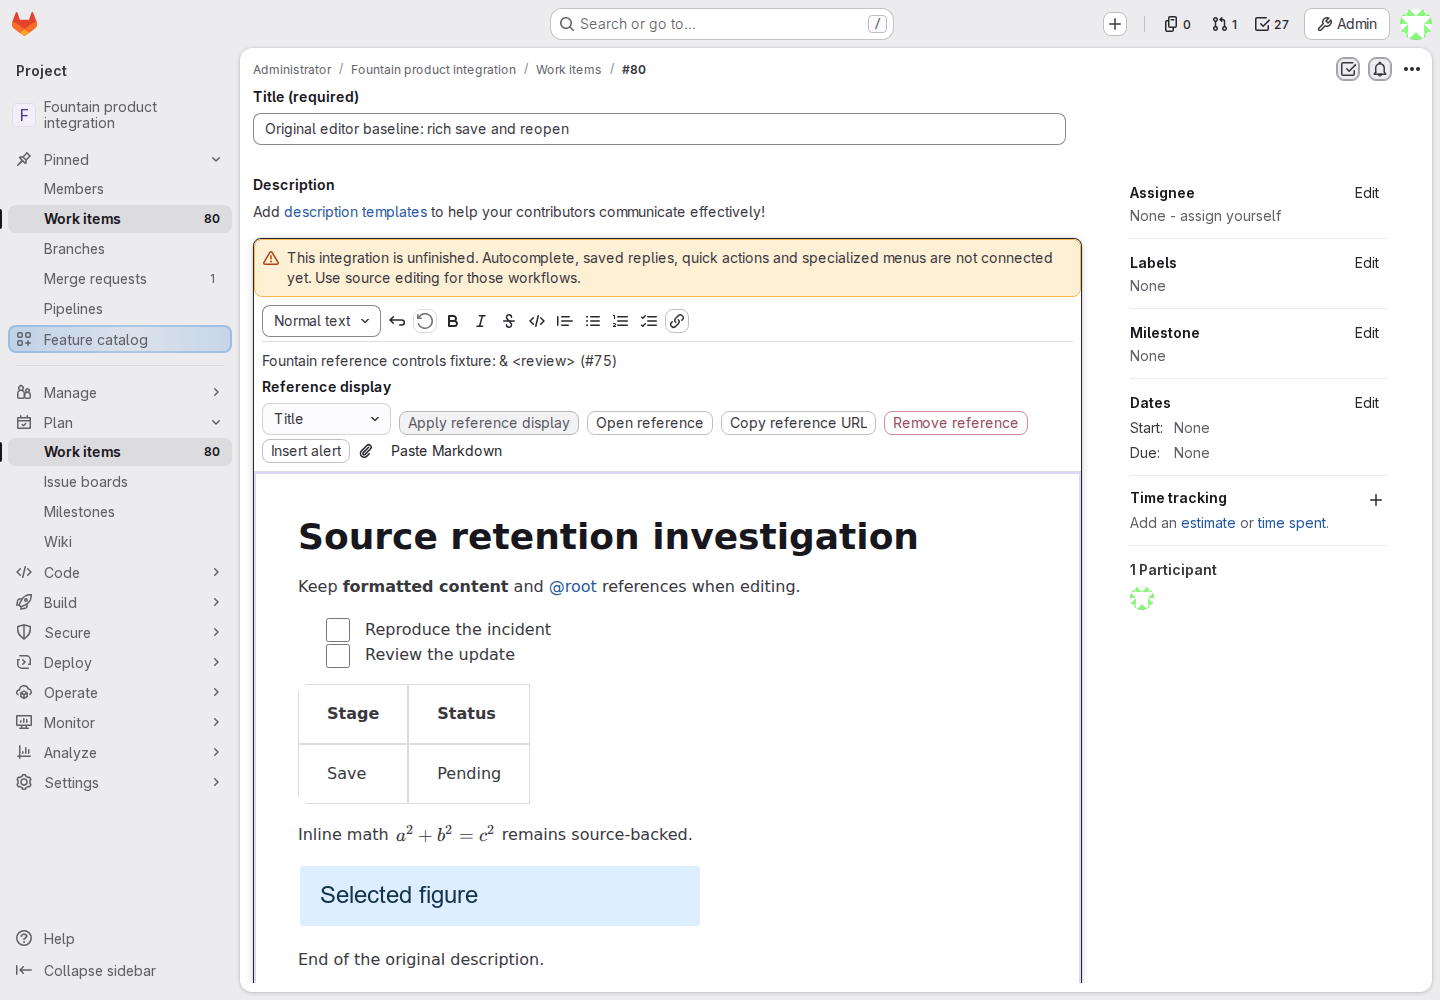 Search or go to...
/
0
1
27
Admin
Project
F
Fountain product
integration
Pinned
Members
Work items 80
Branches
Merge requests 1
Pipelines
Feature catalog
Manage
Plan
Work items 80
Issue boards
Milestones
Wiki
Code
Build
Secure
Deploy
Operate
Monitor
Analyze
Settings
Help
Collapse sidebar
Administrator / Fountain product integration / Work items / #80
Title (required)
Original editor baseline: rich save and reopen
Description
Add description templates to help your contributors communicate effectively!
This integration is unfinished. Autocomplete, saved replies, quick actions and specialized menus are not connected
yet. Use source editing for those workflows.
Normal text
Fountain reference controls fixture: & <review> (#75)
Reference display
Title
Apply reference display
Open reference
Copy reference URL
Remove reference
Insert alert
Paste Markdown
Source retention investigation
Keep formatted content and @root references when editing.
Reproduce the incident
Review the update
Stage Status
Save Pending
Inline math a² + b² = c² remains source-backed.
Selected figure
End of the original description.
Assignee Edit
None - assign yourself
Labels Edit
None
Milestone Edit
None
Dates Edit
Start: None
Due: None
Time tracking
Add an estimate or time spent.
1 Participant